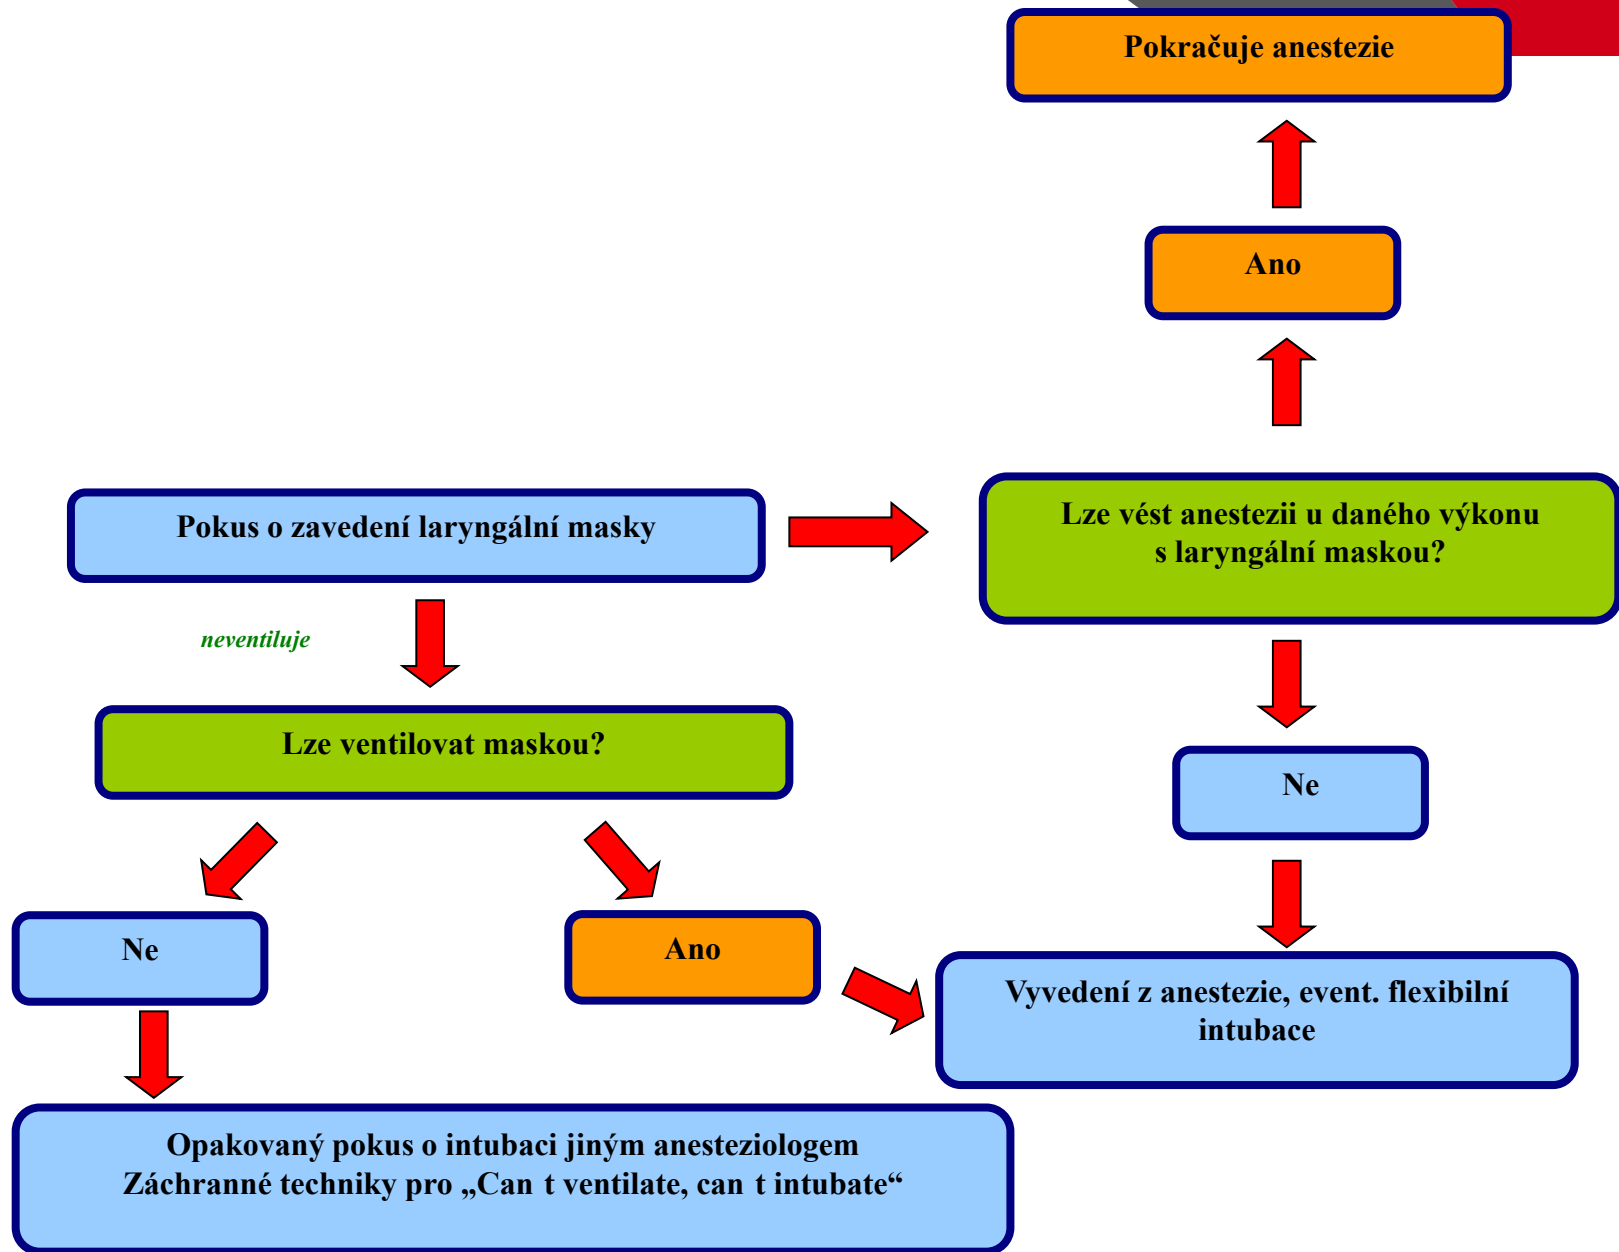 Pokračuje anestezie
Ano
Pokus o zavedení laryngální masky
Lze vést anestezii u daného výkonu
s laryngální maskou?
neventiluje
Lze ventilovat maskou?
Ne
Ne
Ano
Vyvedení z anestezie, event. flexibilní
intubace
Opakovaný pokus o intubaci jiným anesteziologem
Záchranné techniky pro „Can t ventilate, can t intubate“